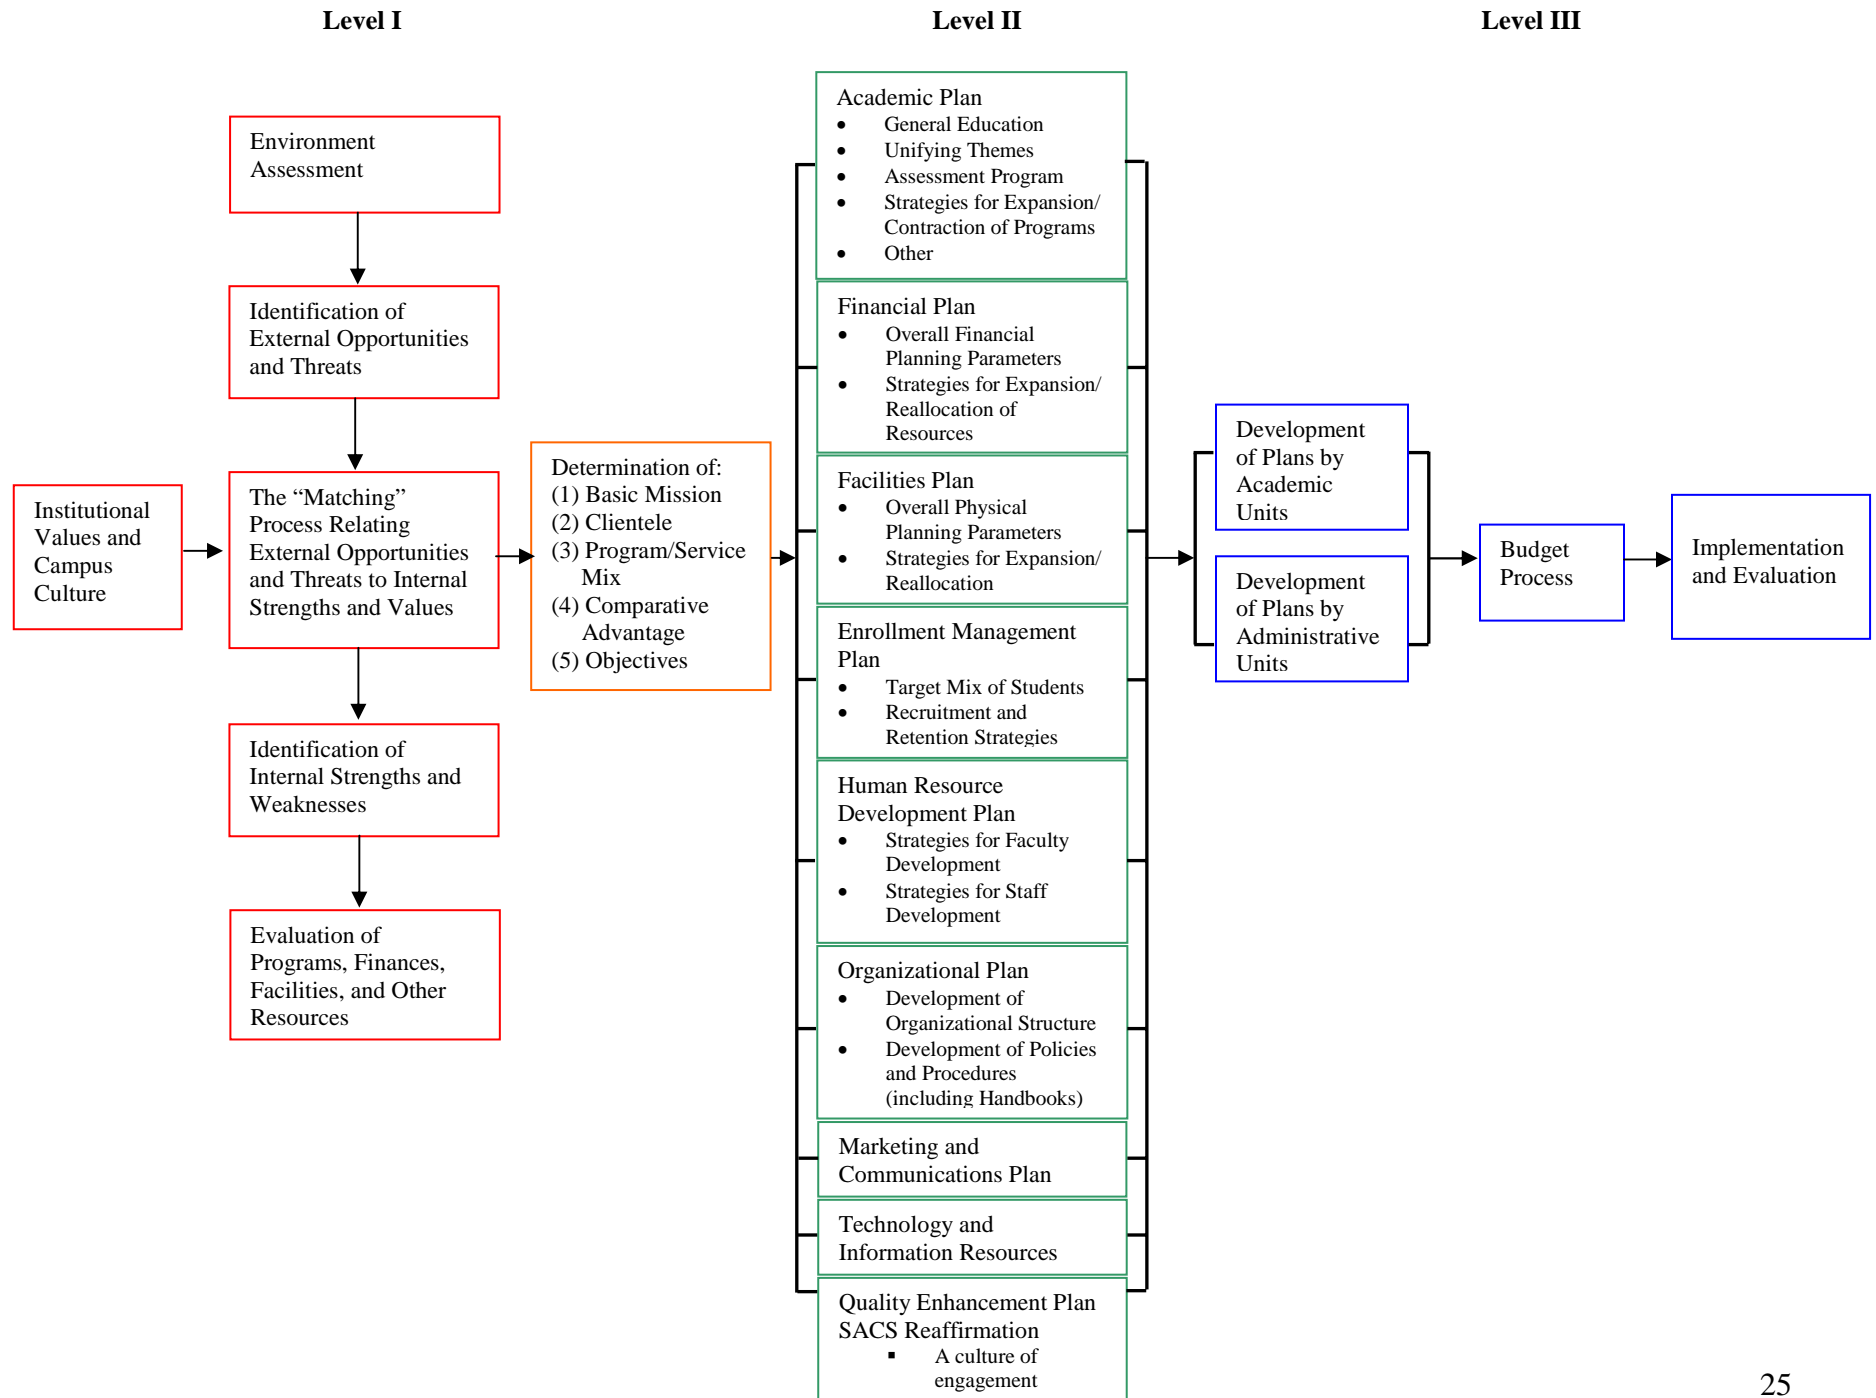 Level I
Level II
Level III
Environment
Assessment
Identification of
External Opportunities
and Threats
Institutional
Values and
Campus
Culture
The “Matching”
Process Relating
External Opportunities
and Threats to Internal
Strengths and Values
Identification of
Internal Strengths and
Weaknesses
Evaluation of
Programs, Finances,
Facilities, and Other
Resources
Determination of:
(1) Basic Mission
(2) Clientele
(3) Program/Service
Mix
(4) Comparative
Advantage
(5) Objectives
Academic Plan
• General Education
• Unifying Themes
• Assessment Program
• Strategies for Expansion/
Contraction of Programs
• Other
Financial Plan
• Overall Financial
Planning Parameters
• Strategies for Expansion/
Reallocation of
Resources
Facilities Plan
• Overall Physical
Planning Parameters
• Strategies for Expansion/
Reallocation
Enrollment Management
Plan
• Target Mix of Students
• Recruitment and
Retention Strategies
Human Resource
Development Plan
• Strategies for Faculty
Development
• Strategies for Staff
Development
Organizational Plan
• Development of
Organizational Structure
• Development of Policies
and Procedures
(including Handbooks)
Marketing and
Communications Plan
Technology and
Information Resources
Quality Enhancement Plan
SACS Reaffirmation
▪ A culture of
engagement
Development
of Plans by
Academic
Units
Development
of Plans by
Administrative
Units
Budget
Process
Implementation
and Evaluation
25